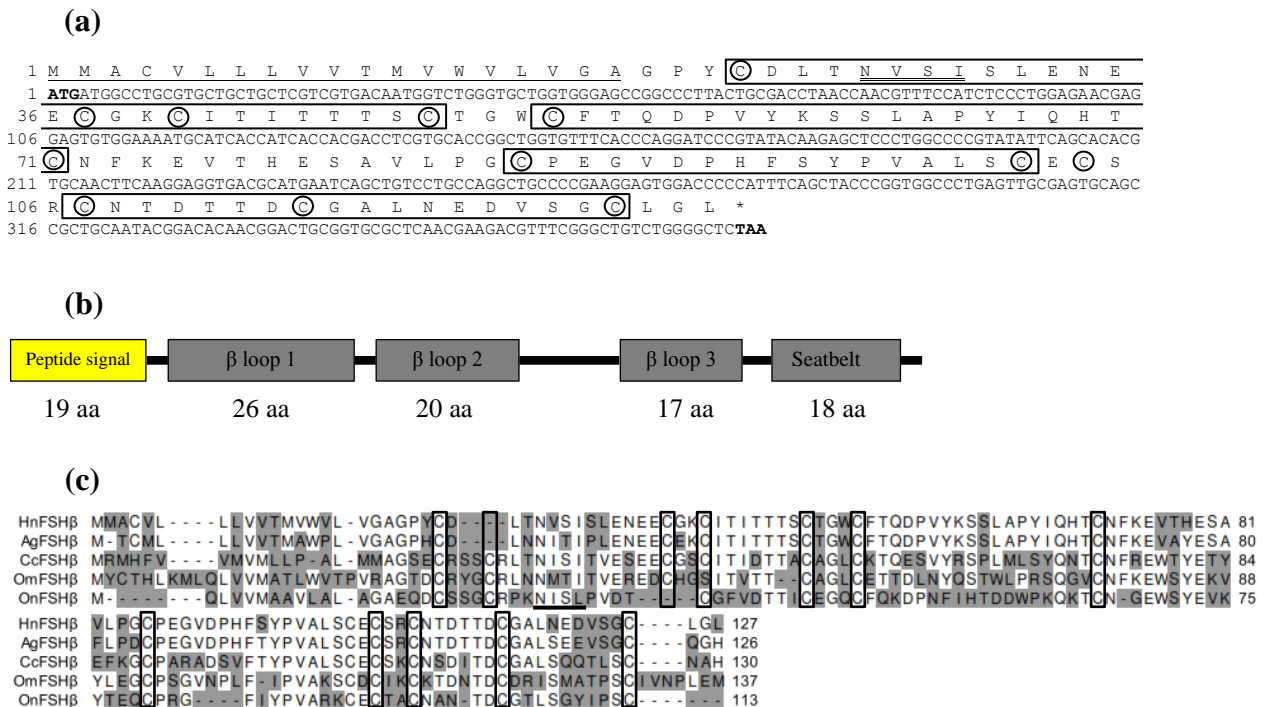 (a)
1 M M A C V L L L V V T M V W V L V G A G P Y C D L T N V S I S L E N E
1 ATGATGGCCTGCGTGCTGCTGCTCGTCGTGACAATGGTCTGGGTGCTGGTGGGAGCCGGCCCTTACTGCGACCTAACCAACGTTTCCATCTCCCTGGAGAACGAG
36 E C G K C I T I T T T S C T G W C F T Q D P V Y K S S L A P Y I Q H T
106 GAGTGTGGAAAATGCATCACCATCACCACGACCTCGTGCACCGGCTGGTGTTTCACCCAGGATCCCGTATACAAGAGCTCCCTGGCCCCGTATATTCAGCACACG
71 C N F K E V T H E S A V L P G C P E G V D P H F S Y P V A L S C E C S
211 TGCAACTTCAAGGAGGTGACGCATGAATCAGCTGTCCTGCCAGGCTGCCCCGAAGGAGTGGACCCCCATTTCAGCTACCCGGTGGCCCTGAGTTGCGAGTGCAGC
106 R C N T D T T D C G A L N E D V S G C L G L *
316 CGCTGCAATACGGACACAACGGACTGCGGTGCGCTCAACGAAGACGTTTCGGGCTGTCTGGGGCTCTAA
(b)
Peptide signal β loop 1 β loop 2 β loop 3 Seatbelt
19 aa 26 aa 20 aa 17 aa 18 aa
(c)
HnFSHβ MMACVL----LLVVTMVWVL-VGAGPYCD----LTNVSISLENEECGKCITITTTSCTGWCFTQDPVYKSSLAPYIQHTCNFKEVTHESA 81
AgFSHβ M-TCML----LLVVTMAWPL-VGAGPHCD----LNNITIPLENEECEKCITITTTSCTGWCFTQDPVYKSSLAPYIQHTCNFKEVAYESA 80
CcFSHβ MRMHFV----VMVMLLP-AL-MMAGSECRSSCRLTNISITVESEECGSCITIDTTACAGLCKTQESVYRSPLMLSYQNTCNFREWTYETY 84
OmFSHβ MYCTHLKMLQLVVMATLWVTPVRAGTDCRYGCRLNNMTITVEREDCHGSITVTT--CAGLCETTDLNYQSTWLPRSQGVCNFKEWSYEKV 88
OnFSHβ M--------QLVVMAAVLAL-AGAEQDCSSGCRPKNISLPVDT-----CGFVDTTICEGQCFQKDPNFIHTDDWPKQKTCN-GEWSYEVK 75
HnFSHβ VLPGCPEGVDPHFSYPVALSCECSRCNTDTTDCGALNEDVSGC----LGL 127
AgFSHβ FLPDCPEGVDPHFTYPVALSCECSRCNTDTTDCGALSEEVSGC----QGH 126
CcFSHβ EFKGCPARADSVFTYPVALSCECSKCNSDITDCGALSQQTLSC----NAH 130
OmFSHβ YLEGCPSGVNPLF-IPVAKSCDCIKCKTDNTDCDRISMATPSCIVNPLEM 137
OnFSHβ YTEQCPRG----FIYPVARKCECTACNAN-TDCGTLSGYIPSC------- 113